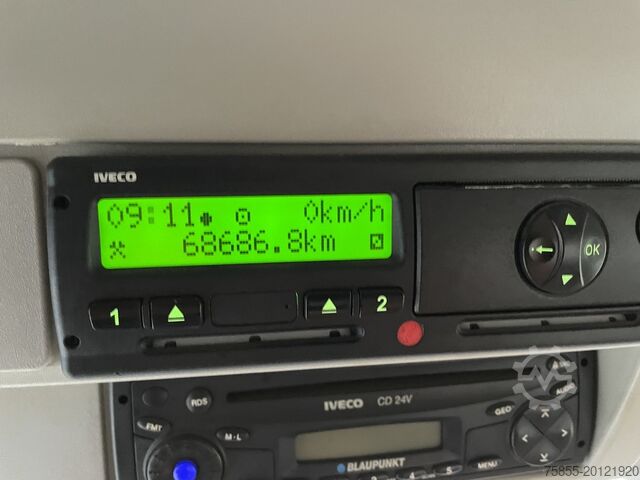 IVECO
09:11 0km/h
68686.8km
1 2
OK
RDS
IVECO CD 24V
AUDIO
GEO
FMT
M-L
BLAUPUNKT
MENU
75855-20121920